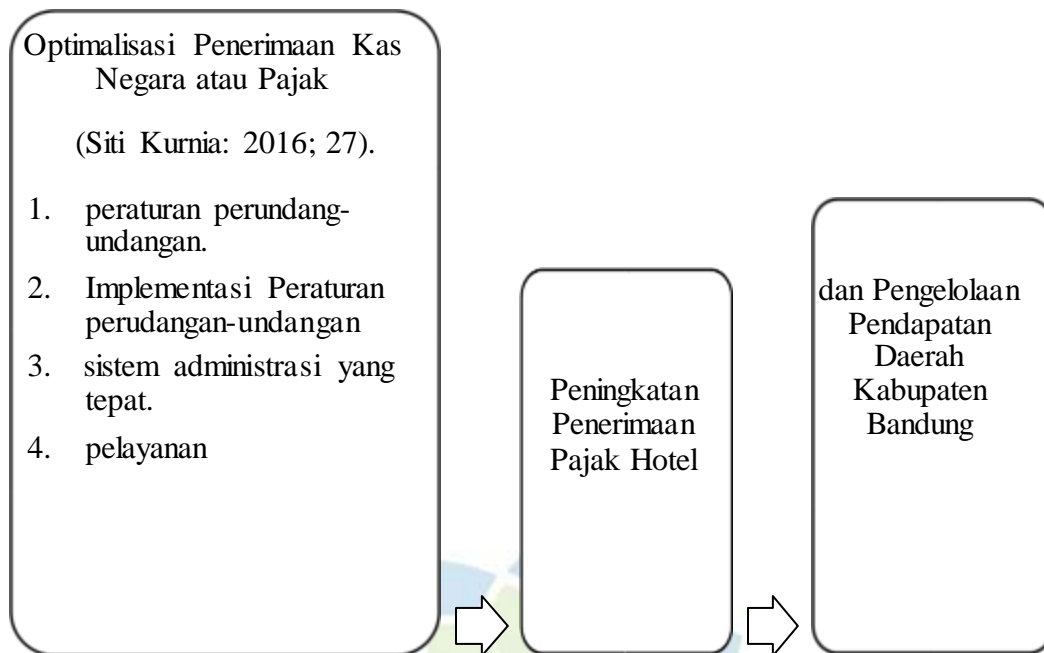 Optimalisasi Penerimaan Kas
Negara atau Pajak
(Siti Kurnia: 2016; 27).
1. peraturan perundang-
undangan.
2. Implementasi Peraturan
perudangan-undangan
3. sistem administrasi yang
tepat.
4. pelayanan
Peningkatan
Penerimaan
Pajak Hotel
dan Pengelolaan
Pendapatan
Daerah
Kabupaten
Bandung